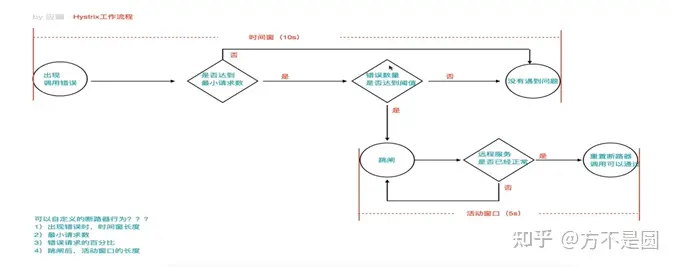 Hystrix工作流程
时间窗（10s）
否
出现
调用错误
是否达到
最小请求数
是
错误数量
是否达到阈值
否
没有遇到问题
是
跳闸
远程服务
是否已经正常
是
重置断路器
调用可以通过
否
活动窗口（5s）
可以自定义的断路器行为？？？
1）出现错误时，时间窗长度
2）最小请求数
3）错误请求的百分比
4）跳闸后，活动窗口的长度
知乎 @方不是圆